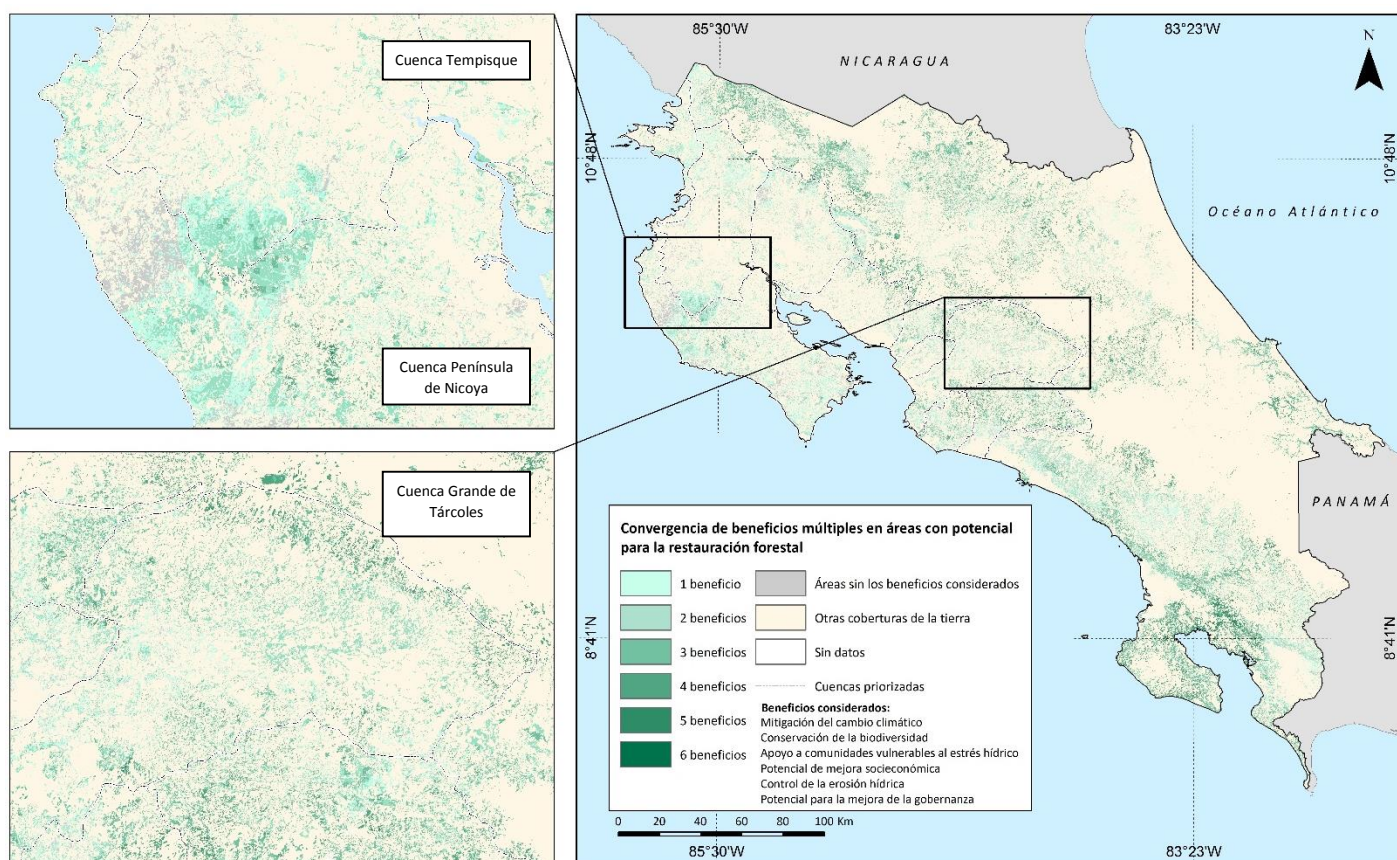 Cuenca Tempisque
Cuenca Península
de Nicoya
Cuenca Grande de
Tárcoles
85°30'W
83°23'W
N
NICARAGUA
10°48'N
10°48'N
Océano Atlántico
PANAMÁ
8°41'N
8°41'N
Convergencia de beneficios múltiples en áreas con potencial
para la restauración forestal
1 beneficio
2 beneficios
3 beneficios
4 beneficios
5 beneficios
6 beneficios
Áreas sin los beneficios considerados
Otras coberturas de la tierra
Sin datos
Cuencas priorizadas
Beneficios considerados:
Mitigación del cambio climático
Conservación de la biodiversidad
Apoyo a comunidades vulnerables al estrés hídrico
Potencial de mejora socioeconómica
Control de la erosión hídrica
Potencial para la mejora de la gobernanza
0 20 40 60 80 100 Km
85°30'W
83°23'W